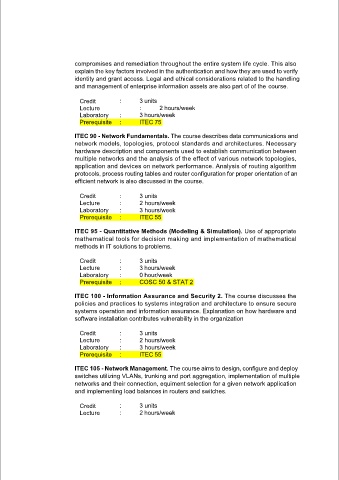 compromises and remediation throughout the entire system life cycle. This also
explain the key factors involved in the authentication and how they are used to verify
identity and grant access. Legal and ethical considerations related to the handling
and management of enterprise information assets are also part of of the course.
Credit : 3 units
Lecture : 2 hours/week
Laboratory : 3 hours/week
Prerequisite : ITEC 75
ITEC 90 - Network Fundamentals. The course describes data communications and
network models, topologies, protocol standards and architectures. Necessary
hardware description and components used to establish communication between
multiple networks and the analysis of the effect of various network topologies,
application and devices on network performance. Analysis of routing algorithm
protocols, process routing tables and router configuration for proper orientation of an
efficient network is also discussed in the course.
Credit : 3 units
Lecture : 2 hours/week
Laboratory : 3 hours/week
Prerequisite : ITEC 55
ITEC 95 - Quantitative Methods (Modeling & Simulation). Use of appropriate
mathematical tools for decision making and implementation of mathematical
methods in IT solutions to problems.
Credit : 3 units
Lecture : 3 hours/week
Laboratory : 0 hour/week
Prerequisite : COSC 50 & STAT 2
ITEC 100 - Information Assurance and Security 2. The course discusses the
policies and practices to systems integration and architecture to ensure secure
systems operation and information assurance. Explanation on how hardware and
software installation contributes vulnerability in the organization
Credit : 3 units
Lecture : 2 hours/week
Laboratory : 3 hours/week
Prerequisite : ITEC 55
ITEC 105 - Network Management. The course aims to design, configure and deploy
switches utilizing VLANs, trunking and port aggregation, implementation of multiple
networks and their connection, equiment selection for a given network application
and implementing load balances in routers and switches.
Credit : 3 units
Lecture : 2 hours/week